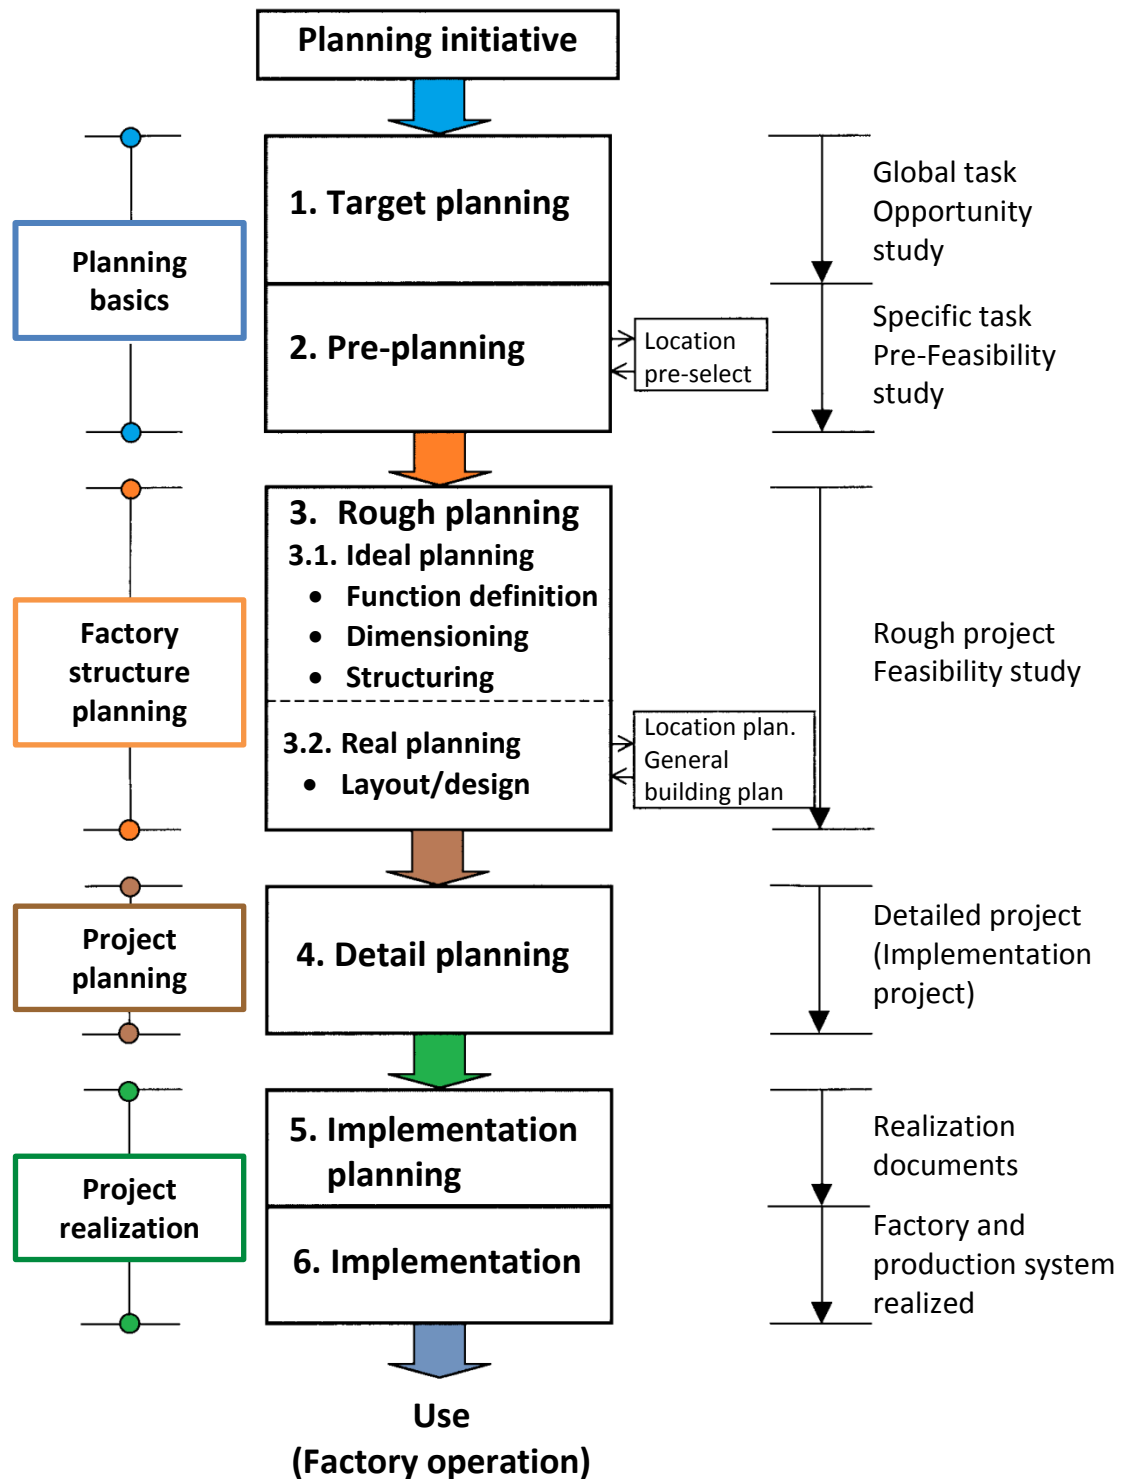 Planning initiative
1. Target planning
Global task
Opportunity
study
Planning
basics
2. Pre-planning
Location
pre-select
Specific task
Pre-Feasibility
study
3. Rough planning
3.1. Ideal planning
• Function definition
• Dimensioning
• Structuring
Factory
structure
planning
Rough project
Feasibility study
3.2. Real planning
• Layout/design
Location plan.
General
building plan
Project
planning
4. Detail planning
Detailed project
(Implementation
project)
5. Implementation
planning
Realization
documents
Project
realization
6. Implementation
Factory and
production system
realized
Use
(Factory operation)